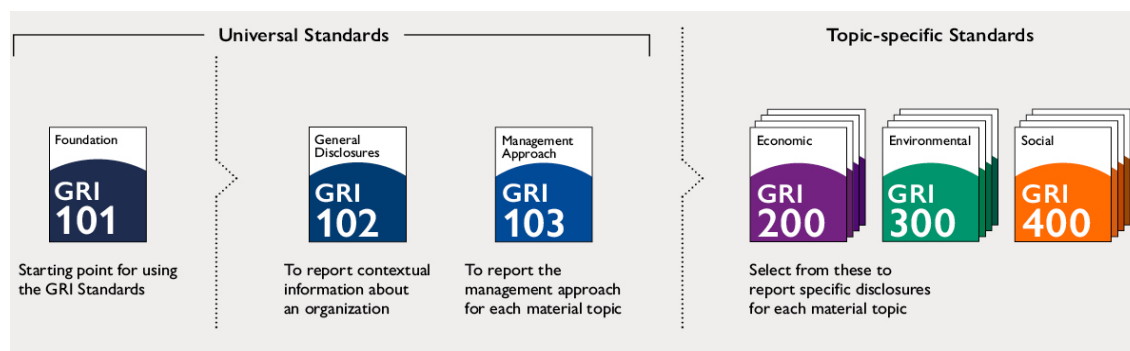 Universal Standards
Topic-specific Standards
Foundation
GRI
101
Starting point for using
the GRI Standards
General
Disclosures
GRI
102
To report contextual
information about
an organization
Management
Approach
GRI
103
To report the
management approach
for each material topic
Economic
GRI
200
Environmental
GRI
300
Social
GRI
400
Select from these to
report specific disclosures
for each material topic